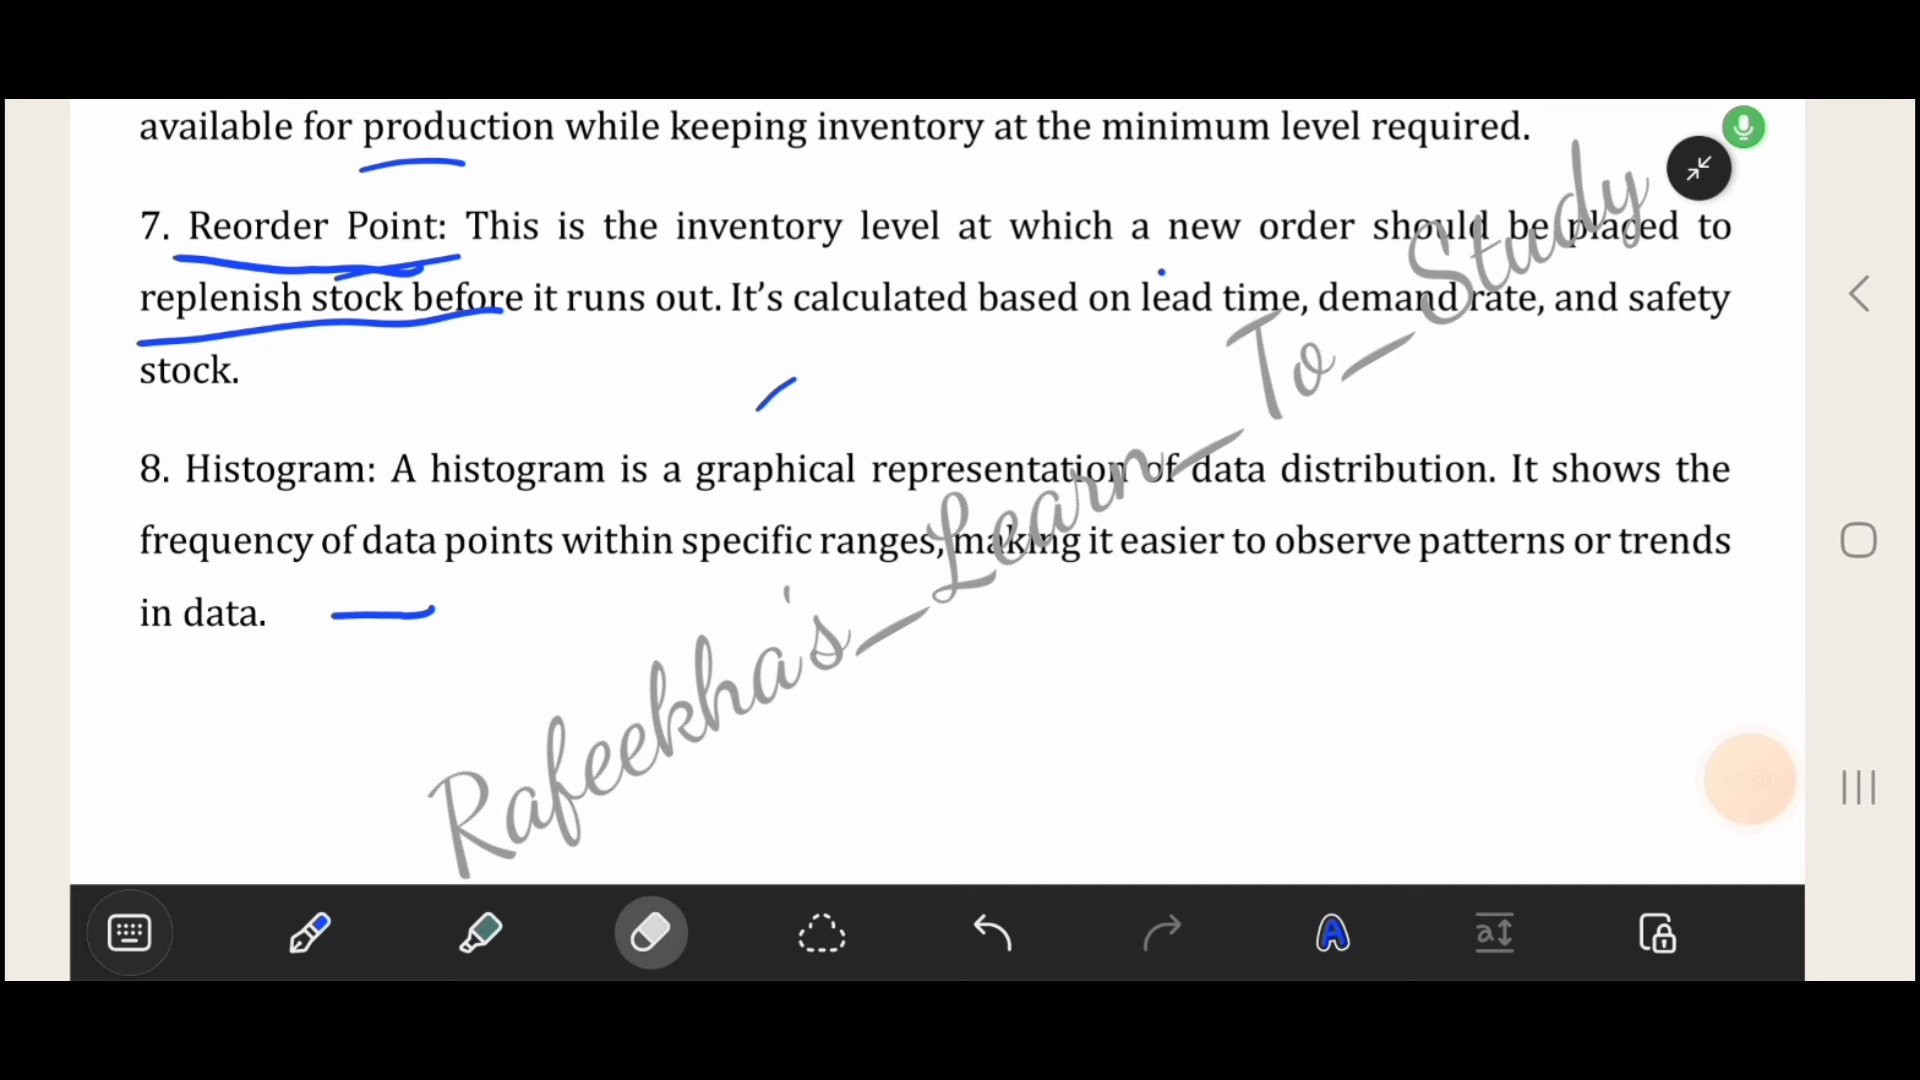 available for production while keeping inventory at the minimum level required.
7. Reorder Point: This is the inventory level at which a new order should be placed to
replenish stock before it runs out. It’s calculated based on lead time, demand rate, and safety
stock.
8. Histogram: A histogram is a graphical representation of data distribution. It shows the
frequency of data points within specific ranges, making it easier to observe patterns or trends
in data.
Rafeekha's_Learn_To_Study